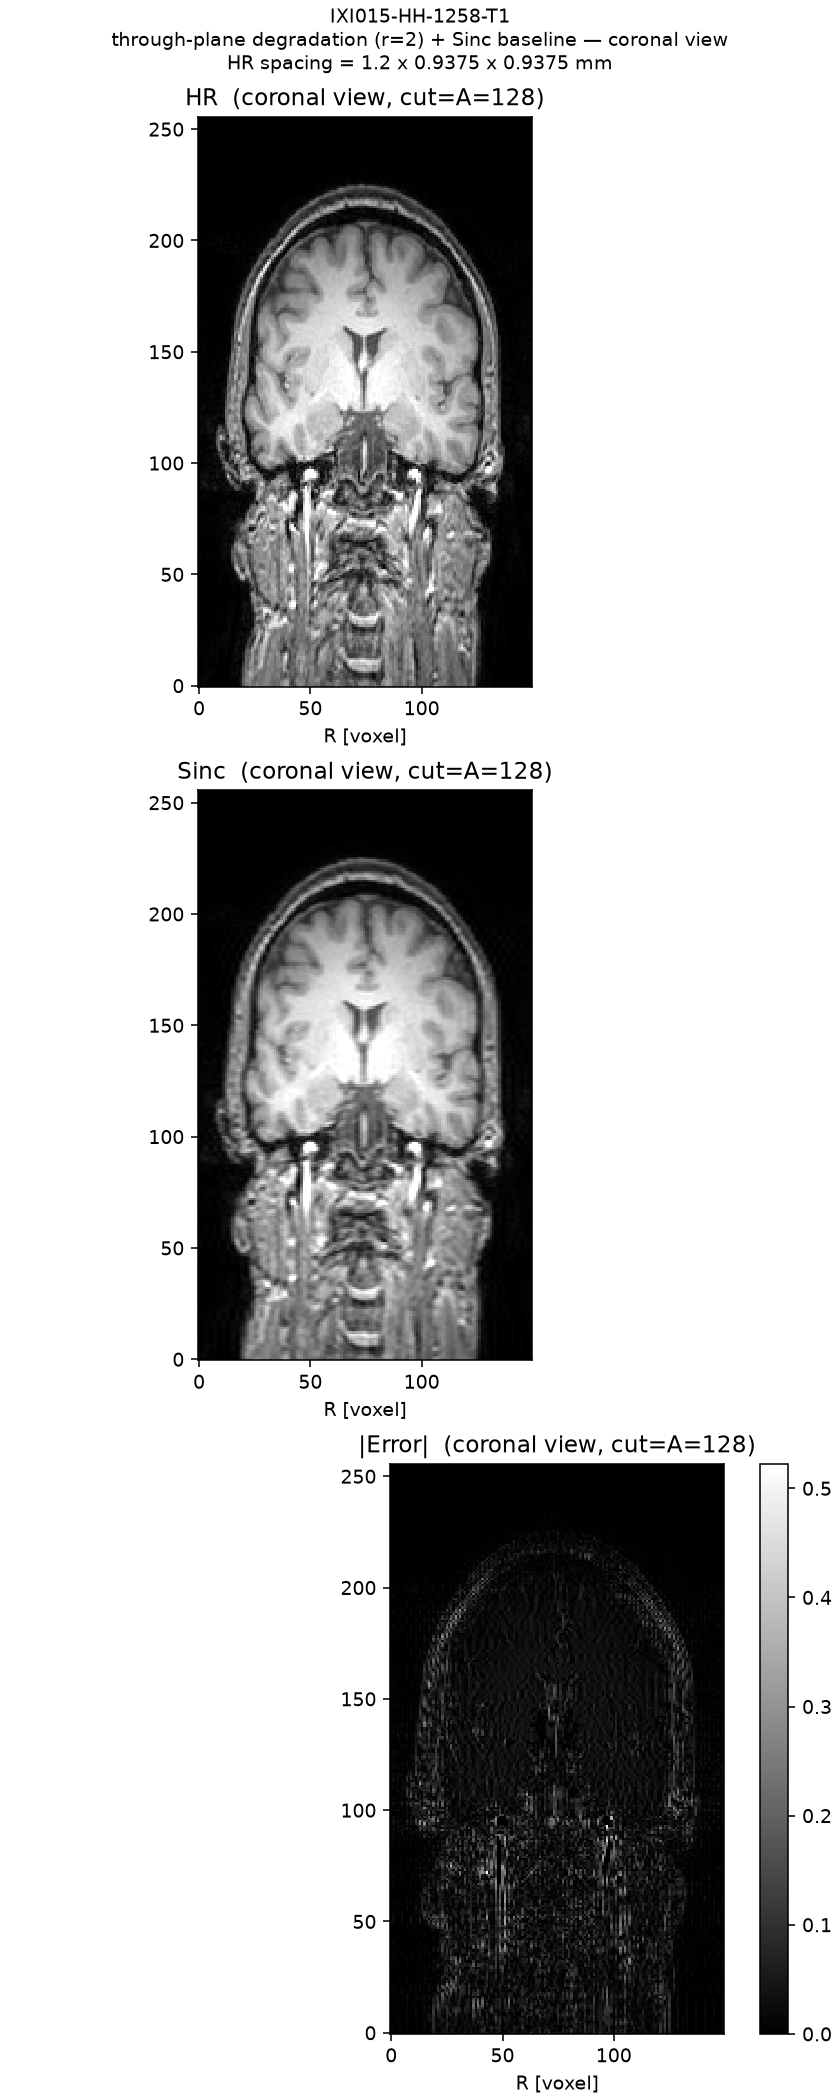 IXI015-HH-1258-T1
through-plane degradation (r=2) + Sinc baseline — coronal view
HR spacing = 1.2 x 0.9375 x 0.9375 mm
HR (coronal view, cut=A=128)
250
200
150
100
50
0
0 50 100
R [voxel]
Sinc (coronal view, cut=A=128)
250
200
150
100
50
0
0 50 100
R [voxel]
|Error| (coronal view, cut=A=128)
250
200
150
100
50
0
0 50 100
R [voxel]
0.5
0.4
0.3
0.2
0.1
0.0